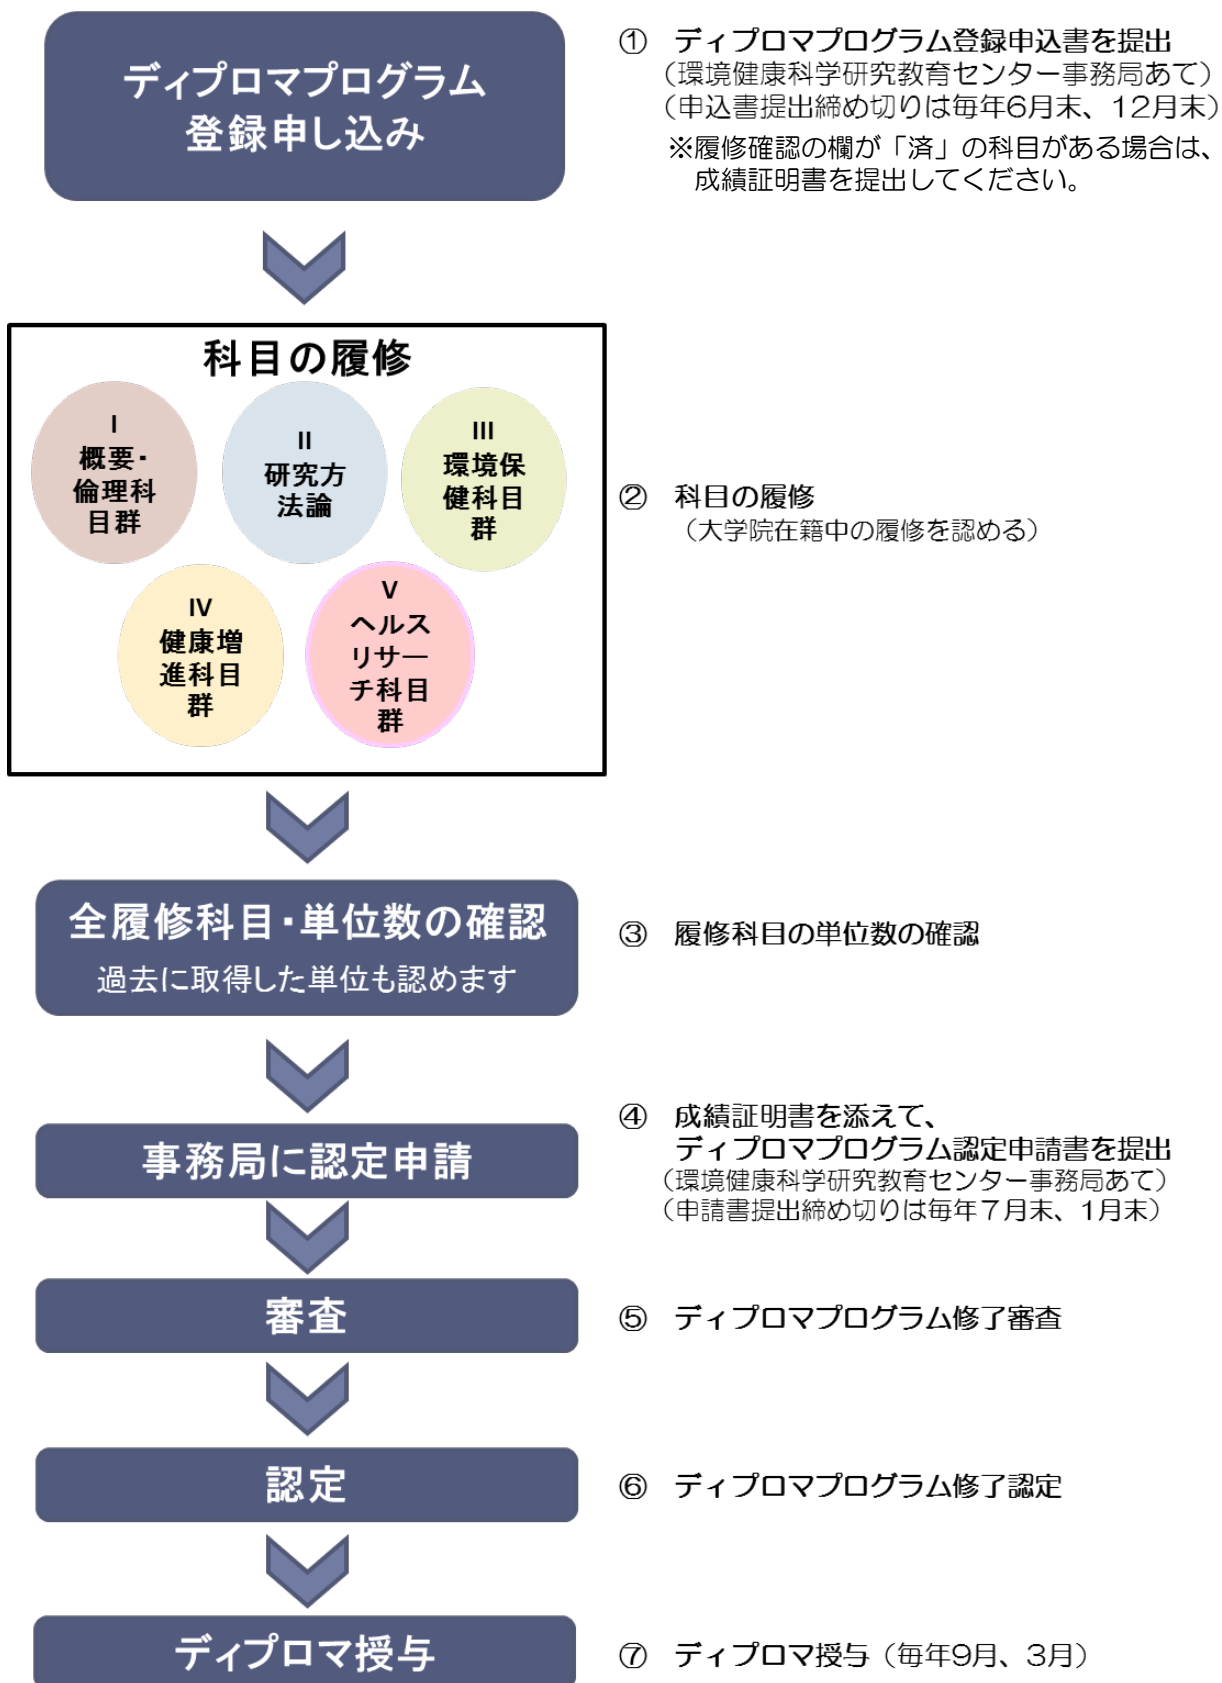 ディプロマプログラム
登録申し込み
① ディプロマプログラム登録申込書を提出
（環境健康科学研究教育センター事務局あて）
（申込書提出締め切りは毎年6月末、12月末）
※履修確認の欄が「済」の科目がある場合は、
成績証明書を提出してください。
科目の履修
I
概要・
倫理科
目群
II
研究方
法論
III
環境保
健科目
群
IV
健康増
進科目
群
V
ヘルス
リサー
チ科目
群
② 科目の履修
（大学院在籍中の履修を認める）
全履修科目・単位数の確認
過去に取得した単位も認めます
③ 履修科目の単位数の確認
事務局に認定申請
④ 成績証明書を添えて、
ディプロマプログラム認定申請書を提出
（環境健康科学研究教育センター事務局あて）
（申請書提出締め切りは毎年７月末、1月末）
審査
⑤ ディプロマプログラム修了審査
認定
⑥ ディプロマプログラム修了認定
ディプロマ授与
⑦ ディプロマ授与（毎年9月、3月）